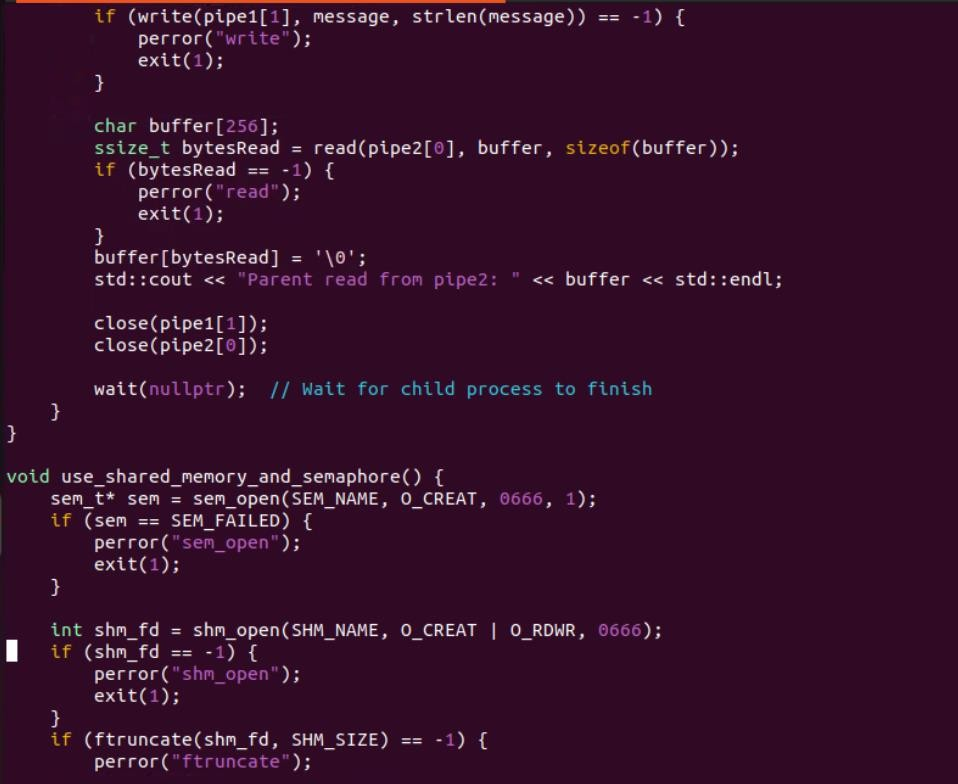 if (write(pipe1[1], message, strlen(message)) == -1) {
            perror("write");
            exit(1);
        }

        char buffer[256];
        ssize_t bytesRead = read(pipe2[0], buffer, sizeof(buffer));
        if (bytesRead == -1) {
            perror("read");
            exit(1);
        }
        buffer[bytesRead] = '\0';
        std::cout << "Parent read from pipe2: " << buffer << std::endl;

        close(pipe1[1]);
        close(pipe2[0]);

        wait(nullptr);  // Wait for child process to finish
    }
}

void use_shared_memory_and_semaphore() {
    sem_t* sem = sem_open(SEM_NAME, O_CREAT, 0666, 1);
    if (sem == SEM_FAILED) {
        perror("sem_open");
        exit(1);
    }

    int shm_fd = shm_open(SHM_NAME, O_CREAT | O_RDWR, 0666);
    if (shm_fd == -1) {
        perror("shm_open");
        exit(1);
    }
    if (ftruncate(shm_fd, SHM_SIZE) == -1) {
        perror("ftruncate");